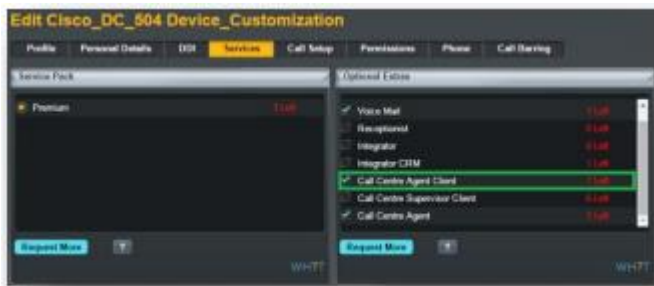 Edit Cisco_DC_504 Device_Customization
Profile Personal Details DDI Services Call Setup Permissions Phone Call Barring
Service Pack
Optional Extras
Premium
Voice Mail
Receptionist
Integrator
Integrator CRM
Call Centre Agent Client
Call Centre Supervisor Client
Call Centre Agent
Request More ?
Request More ?